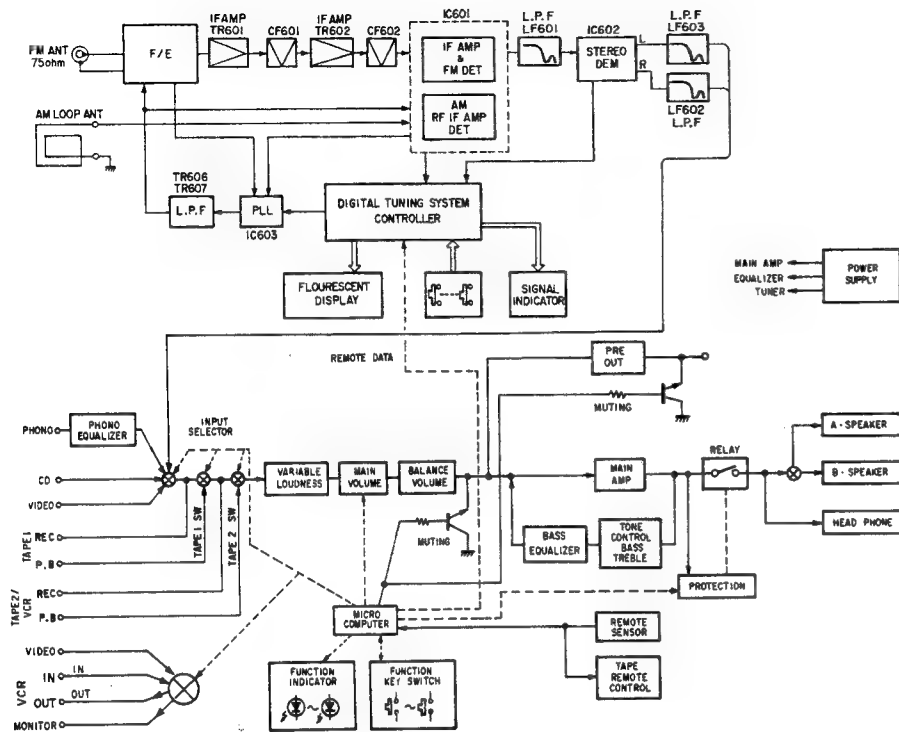 FM ANT
75ohm
F/E
IF AMP
TR601
CF601
IF AMP
TR602
CF602
IC601
IF AMP
&
FM DET
AM
RF IF AMP
DET
L.P.F
LF601
IC602
STEREO
DEM
L
R
L.P.F
LF603
LF602
L.P.F
AM LOOP ANT
TR606
TR607
L.P.F
PLL
IC603
DIGITAL TUNING SYSTEM
CONTROLLER
FLOURESCENT
DISPLAY
SIGNAL
INDICATOR
MAIN AMP
EQUALIZER
TUNER
POWER
SUPPLY
REMOTE DATA
PRE
OUT
MUTING
PHONO
PHONO
EQUALIZER
INPUT
SELECTOR
CD
VIDEO
TAPE1
REC
P.B
TAPE 1 SW
TAPE 2 SW
TAPE2/
VCR
REC
P.B
VARIABLE
LOUDNESS
MAIN
VOLUME
BALANCE
VOLUME
MUTING
MAIN
AMP
RELAY
A-SPEAKER
B-SPEAKER
HEAD PHONE
BASS
EQUALIZER
TONE
CONTROL
BASS
TREBLE
PROTECTION
MICRO
COMPUTER
REMOTE
SENSOR
TAPE
REMOTE
CONTROL
VCR
VIDEO
IN
IN
OUT
OUT
MONITOR
FUNCTION
INDICATOR
FUNCTION
KEY SWITCH